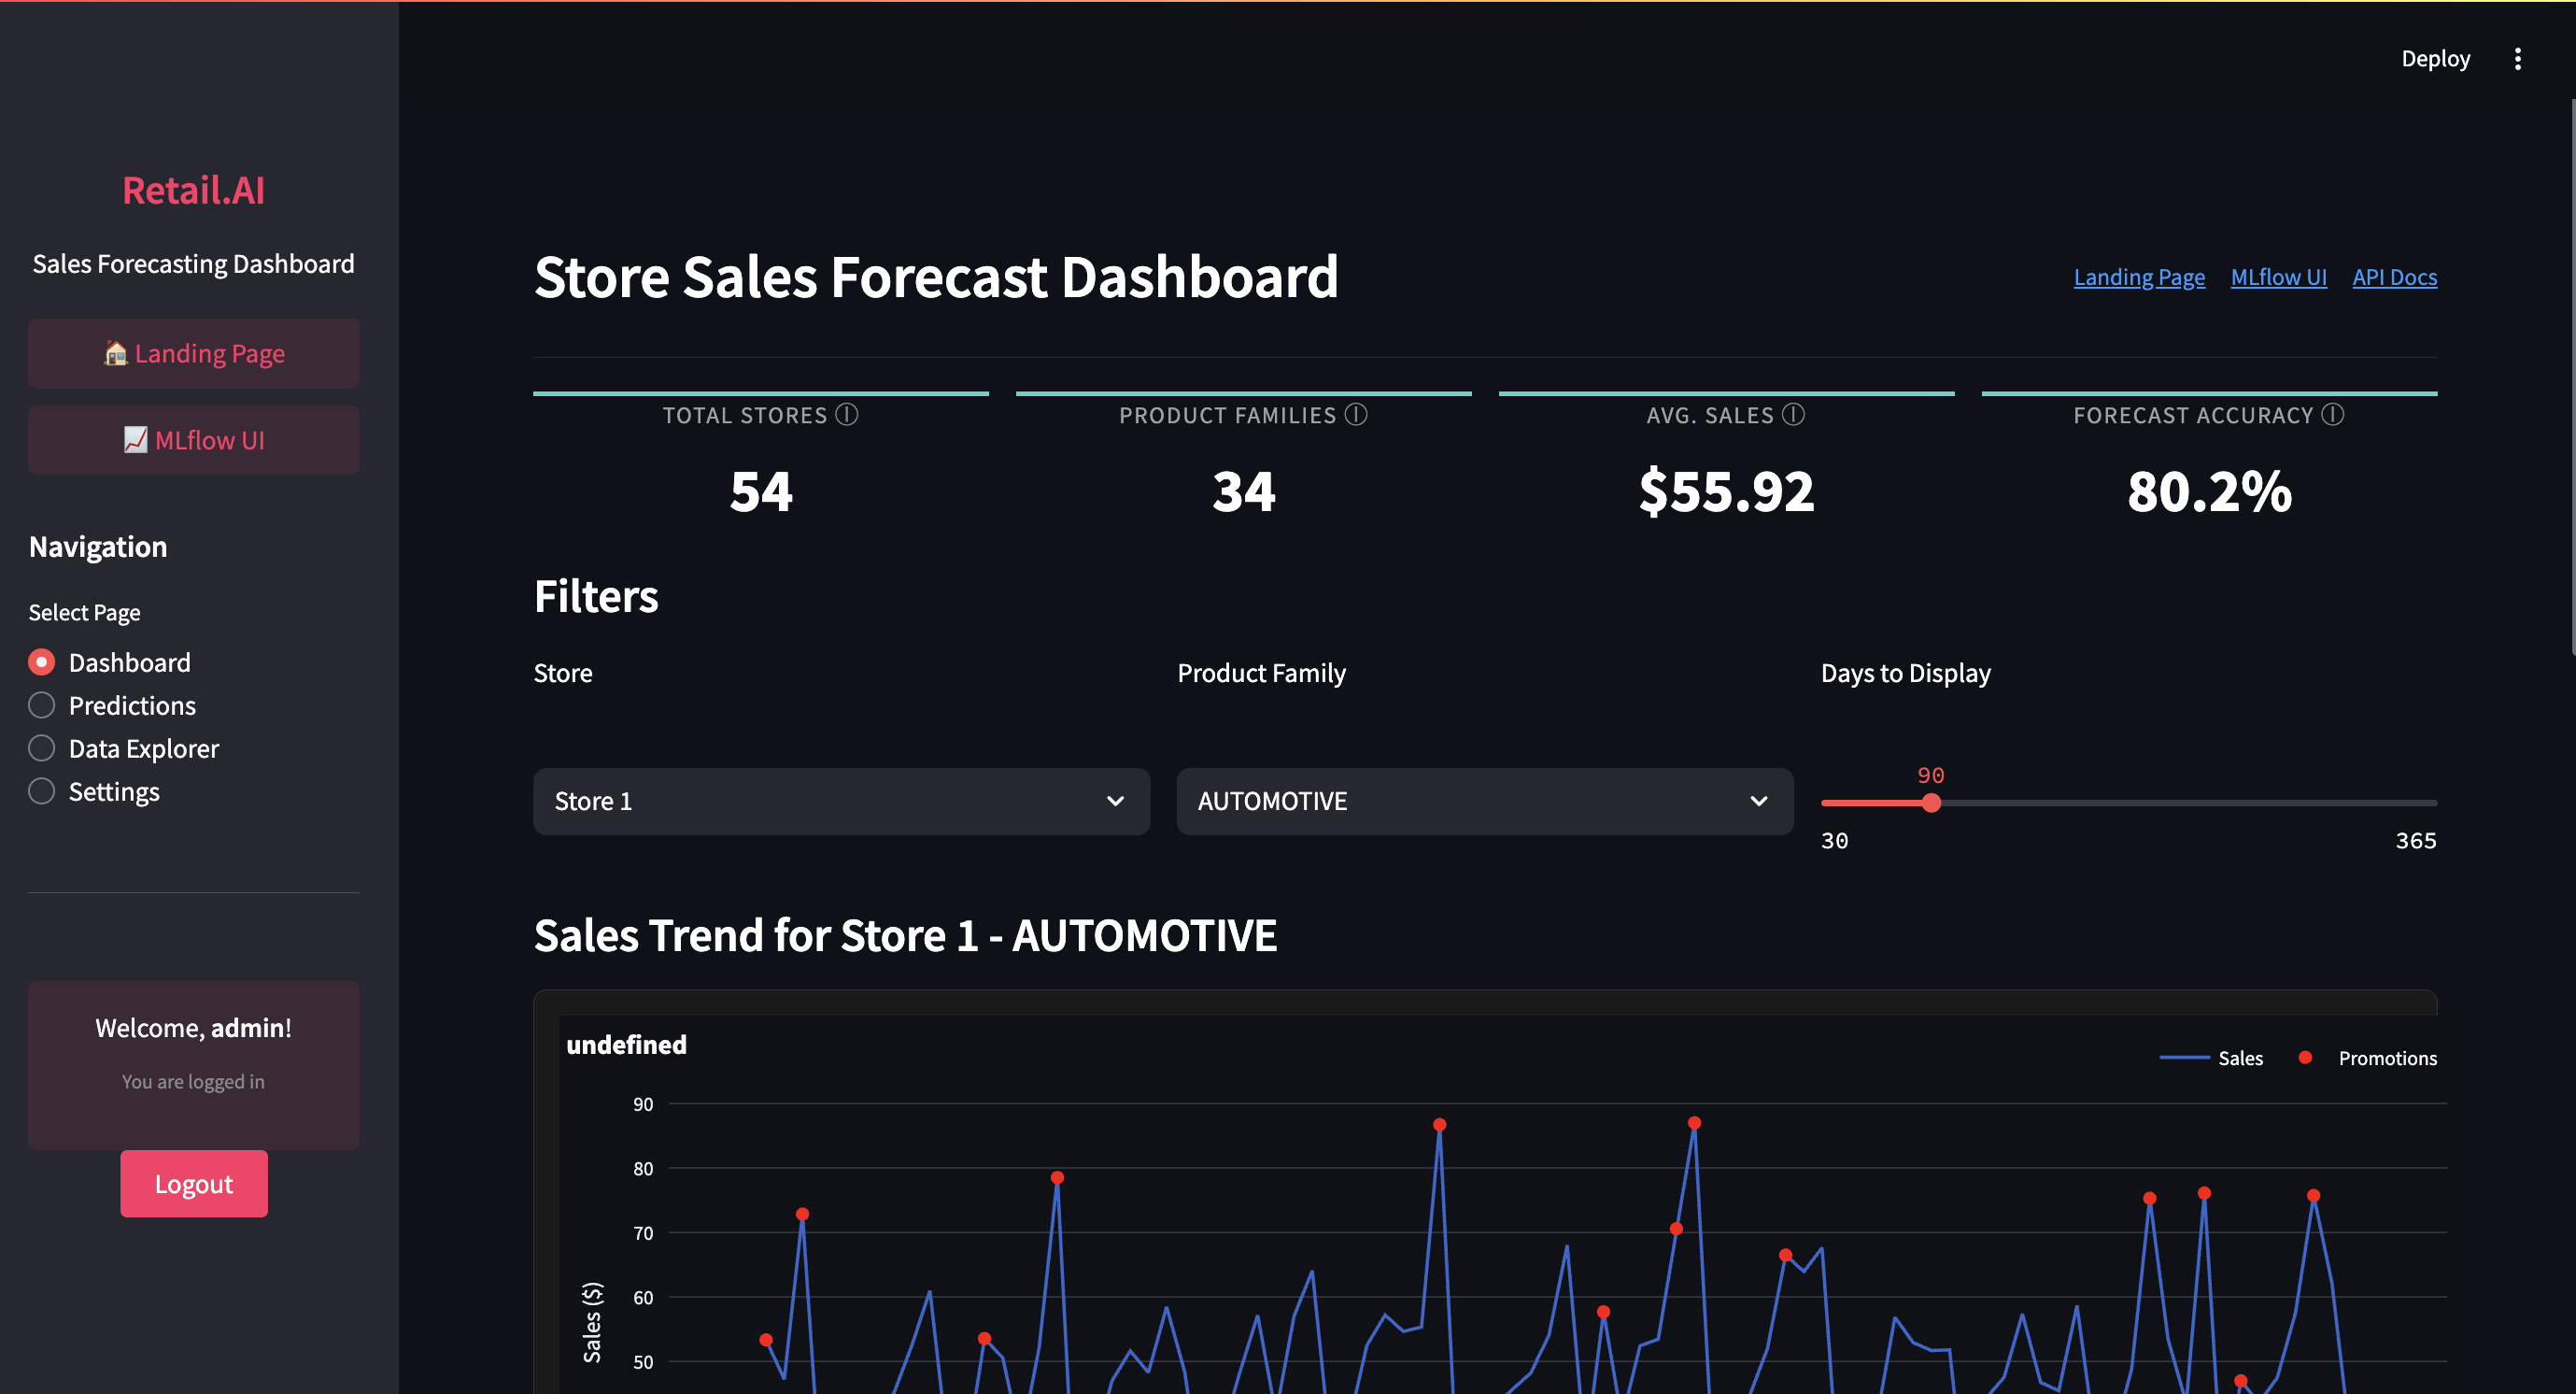 Deploy
Retail.AI
Sales Forecasting Dashboard
Landing Page
MLflow UI
Navigation
Select Page
Dashboard
Predictions
Data Explorer
Settings
Welcome, admin!
You are logged in
Logout
Store Sales Forecast Dashboard
Landing Page MLflow UI API Docs
TOTAL STORES
54
PRODUCT FAMILIES
34
AVG. SALES
$55.92
FORECAST ACCURACY
80.2%
Filters
Store
Store 1
Product Family
AUTOMOTIVE
Days to Display
90
30 365
Sales Trend for Store 1 - AUTOMOTIVE
undefined
Sales Promotions
90
80
70
60
50
Sales ($)